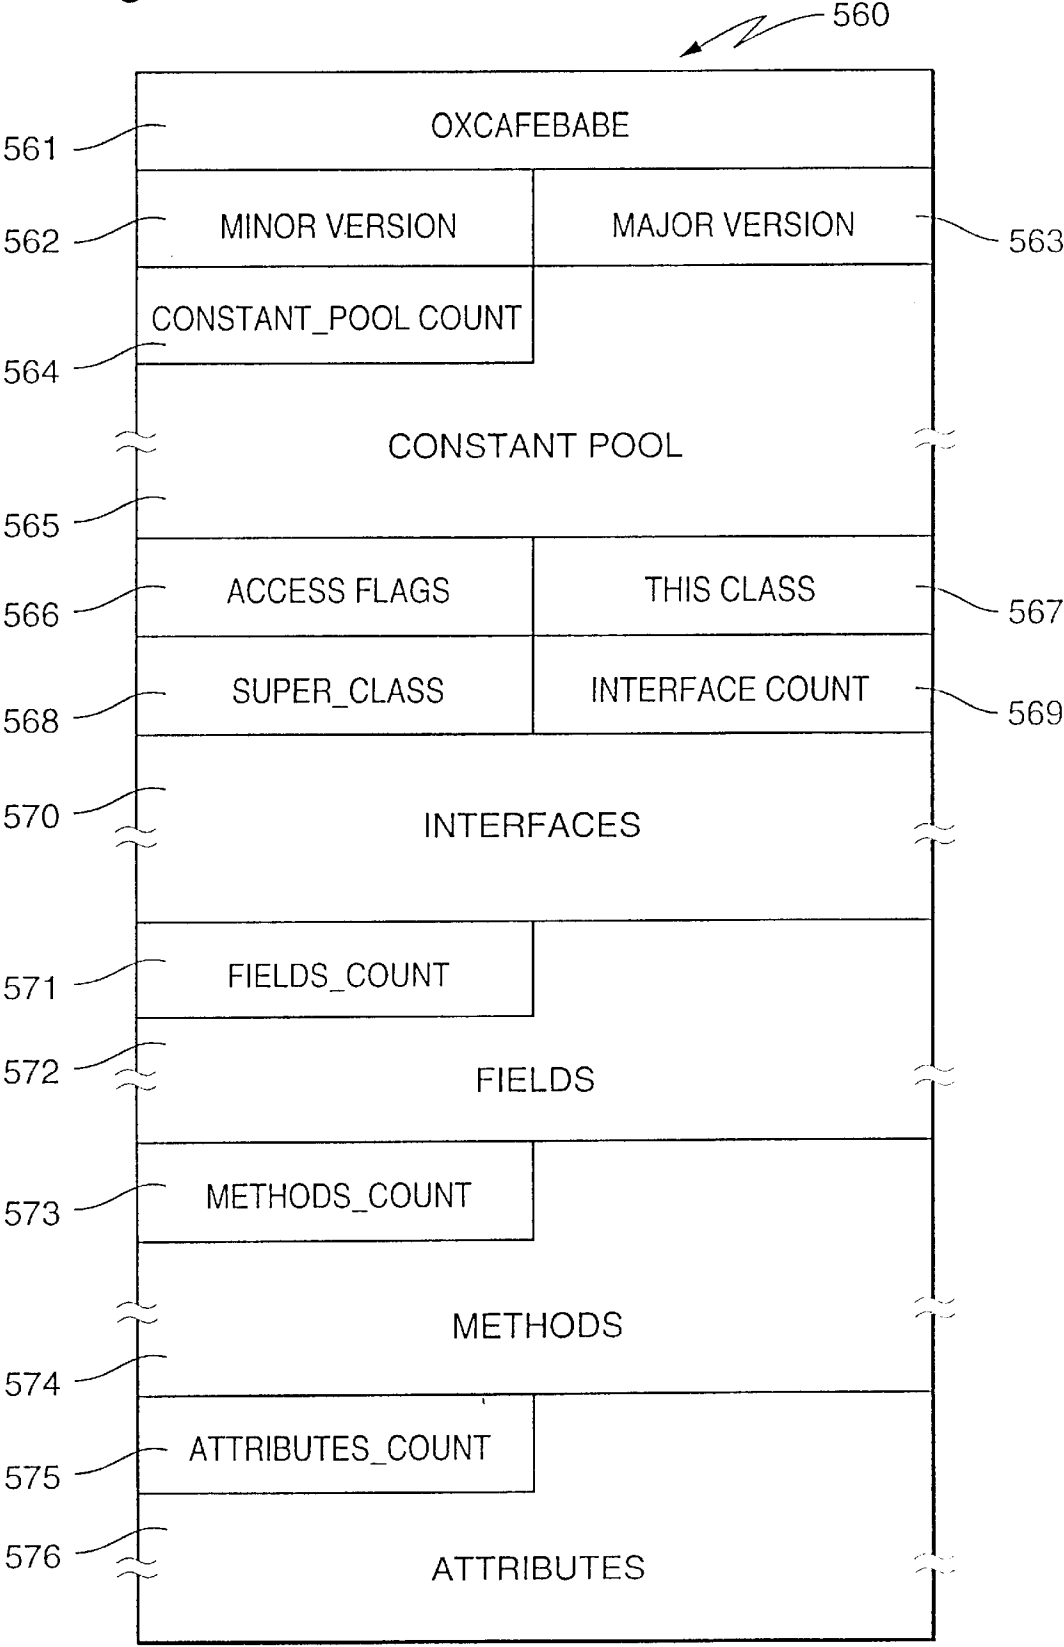 560
OXCAFEBABE
561
MINOR VERSION
MAJOR VERSION
562
563
CONSTANT_POOL COUNT
564
CONSTANT POOL
565
ACCESS FLAGS
THIS CLASS
566
567
SUPER_CLASS
INTERFACE COUNT
568
569
570
INTERFACES
FIELDS_COUNT
571
572
FIELDS
METHODS_COUNT
573
METHODS
574
ATTRIBUTES_COUNT
575
576
ATTRIBUTES